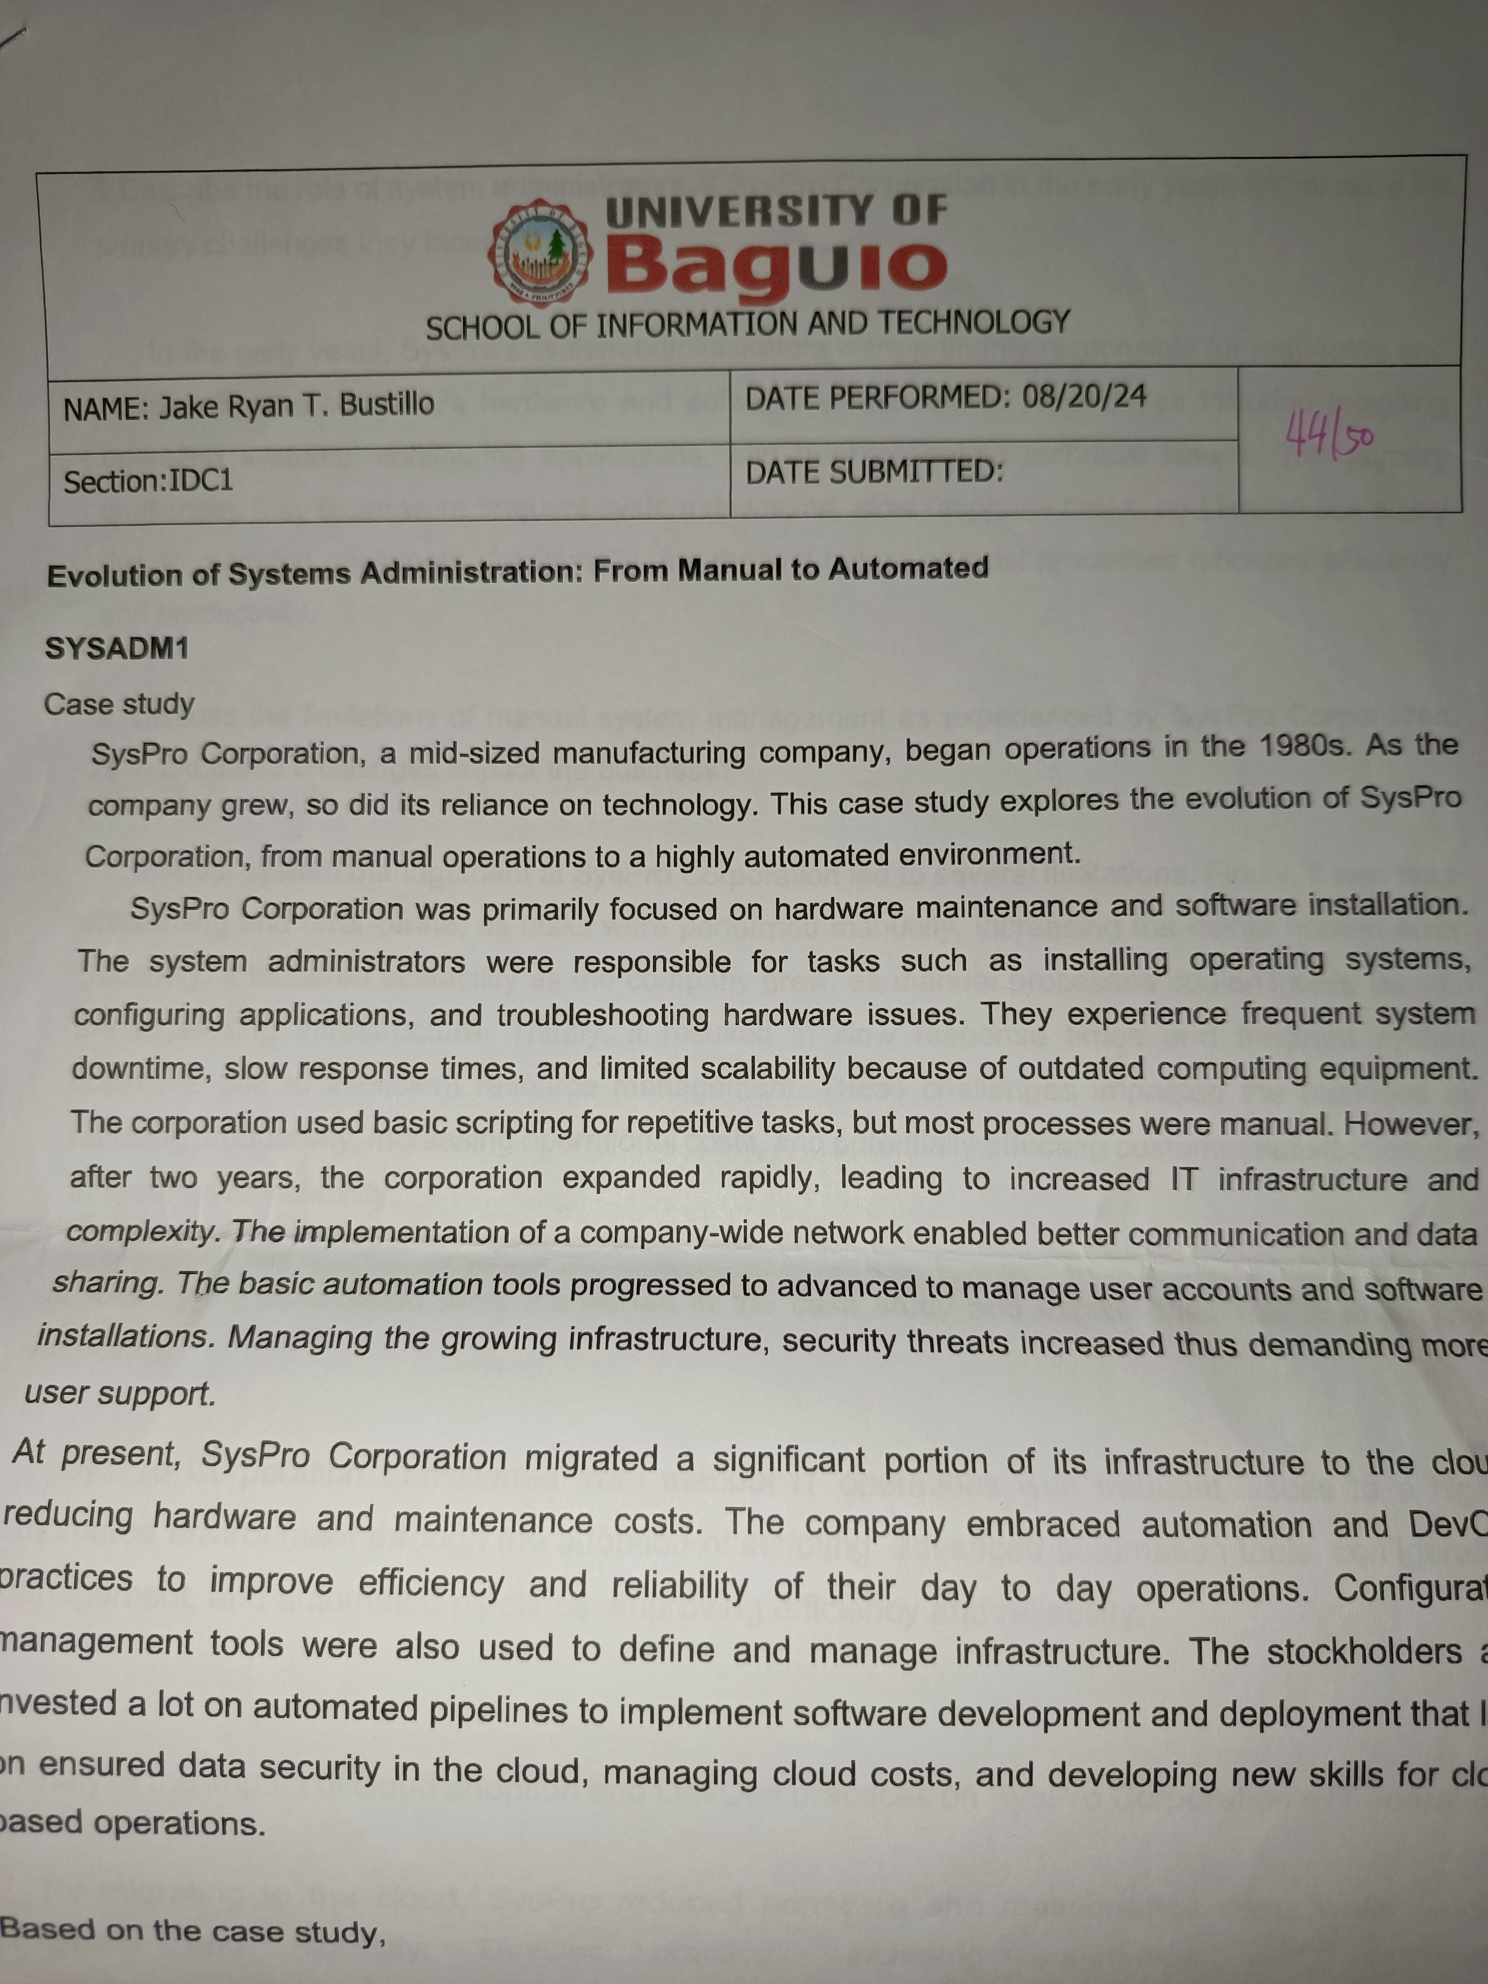 UNIVERSITY OF
BaguIO
SCHOOL OF INFORMATION AND TECHNOLOGY
NAME: Jake Ryan T. Bustillo
DATE PERFORMED: 08/20/24
44/50
Section:IDC1
DATE SUBMITTED:
Evolution of Systems Administration: From Manual to Automated
SYSADM1
Case study
SysPro Corporation, a mid-sized manufacturing company, began operations in the 1980s. As the
company grew, so did its reliance on technology. This case study explores the evolution of SysPro
Corporation, from manual operations to a highly automated environment.
SysPro Corporation was primarily focused on hardware maintenance and software installation.
The system administrators were responsible for tasks such as installing operating systems,
configuring applications, and troubleshooting hardware issues. They experience frequent system
downtime, slow response times, and limited scalability because of outdated computing equipment.
The corporation used basic scripting for repetitive tasks, but most processes were manual. However,
after two years, the corporation expanded rapidly, leading to increased IT infrastructure and
complexity. The implementation of a company-wide network enabled better communication and data
sharing. The basic automation tools progressed to advanced to manage user accounts and software
installations. Managing the growing infrastructure, security threats increased thus demanding more
user support.
At present, SysPro Corporation migrated a significant portion of its infrastructure to the clou
reducing hardware and maintenance costs. The company embraced automation and DevO
practices to improve efficiency and reliability of their day to day operations. Configurat
management tools were also used to define and manage infrastructure. The stockholders a
nvested a lot on automated pipelines to implement software development and deployment that l
on ensured data security in the cloud, managing cloud costs, and developing new skills for clo
based operations.
Based on the case study,